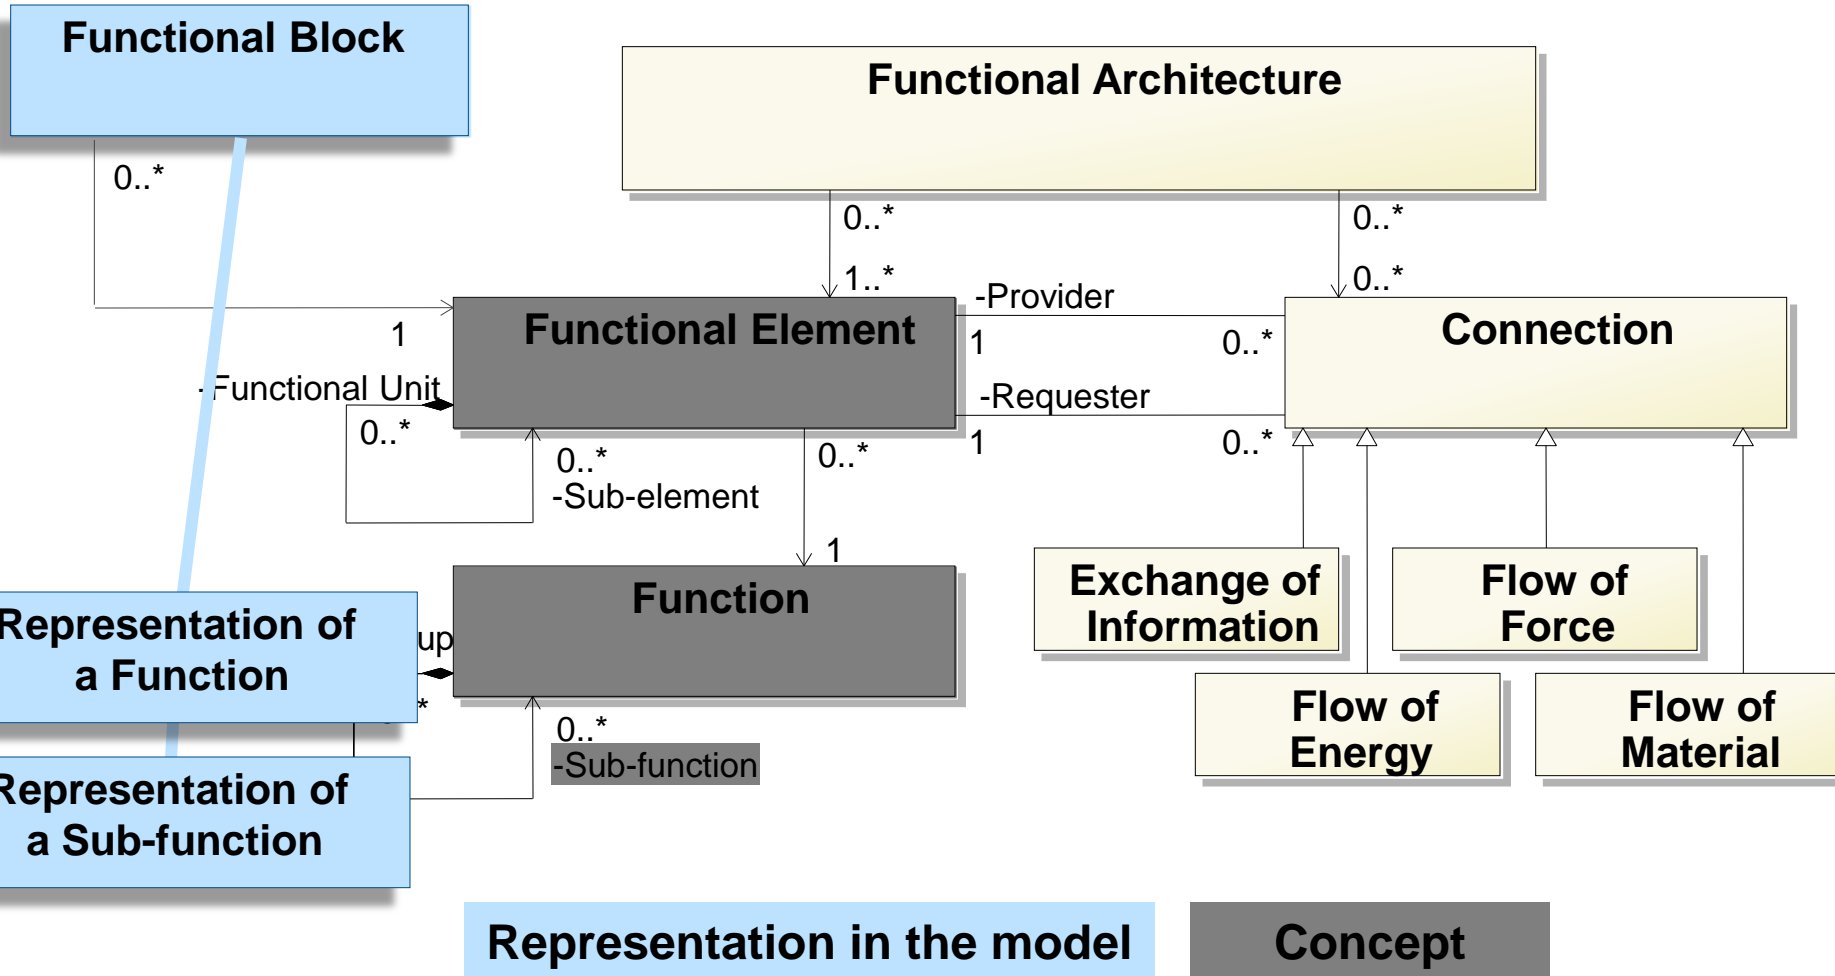 Functional Block
Functional Architecture
0..*
0..*
0..*
1..*
0..*
-Provider
Functional Element
Connection
1
1
0..*
-Functional Unit
-Requester
0..*
0..*
0..*
1
0..*
-Sub-element
1
Exchange of
Information
Flow of
Force
Function
Representation of
a Function
up
*
Flow of
Energy
Flow of
Material
0..*
-Sub-function
Representation of
a Sub-function
Representation in the model
Concept